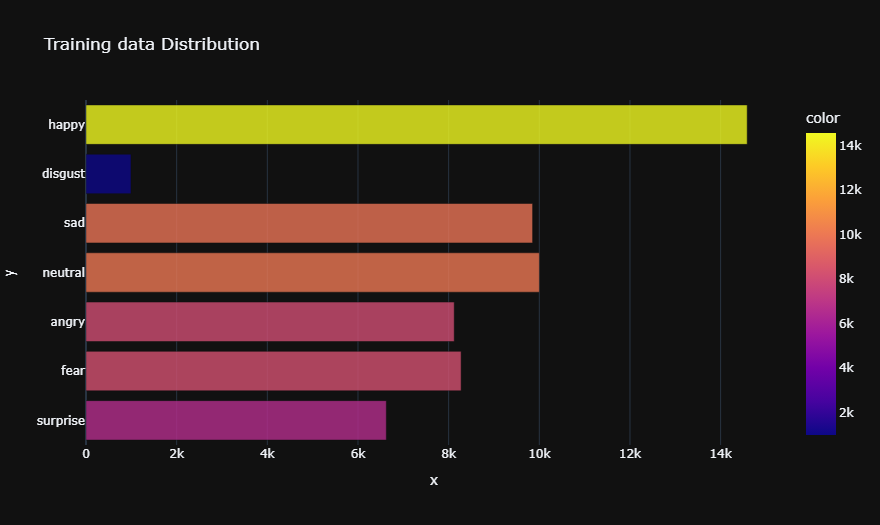 Training data Distribution
color
happy
disgust
sad
neutral
angry
fear
surprise
y
0 2k 4k 6k 8k 10k 12k 14k
x
14k
12k
10k
8k
6k
4k
2k